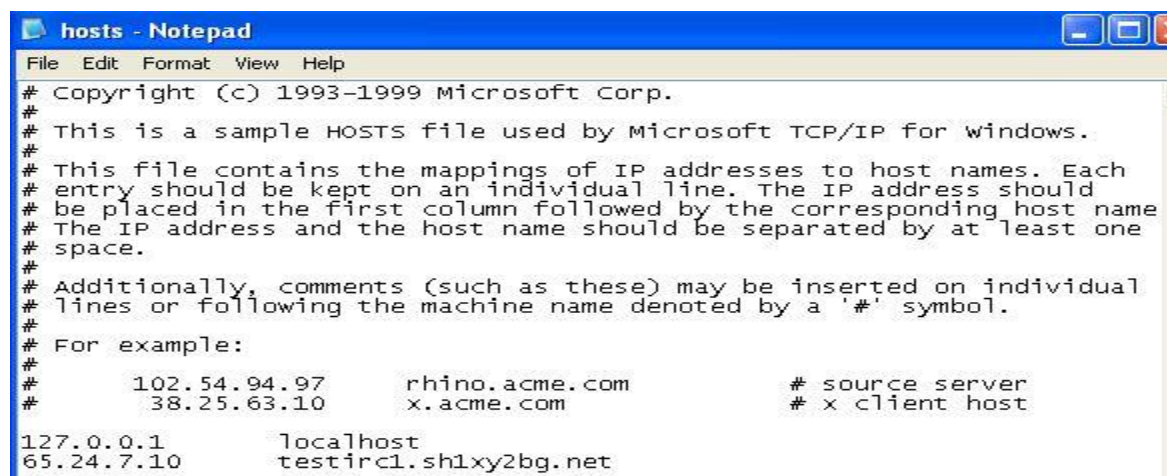 hosts - Notepad
File Edit Format View Help
# Copyright (c) 1993-1999 Microsoft Corp.
#
# This is a sample HOSTS file used by Microsoft TCP/IP for Windows.
#
# This file contains the mappings of IP addresses to host names. Each
# entry should be kept on an individual line. The IP address should
# be placed in the first column followed by the corresponding host name
# The IP address and the host name should be separated by at least one
# space.
#
# Additionally, comments (such as these) may be inserted on individual
# lines or following the machine name denoted by a '#' symbol.
#
# For example:
#
# 102.54.94.97 rhino.acme.com # source server
# 38.25.63.10 x.acme.com # x client host
127.0.0.1 localhost
65.24.7.10 testirc1.sh1xy2bg.net